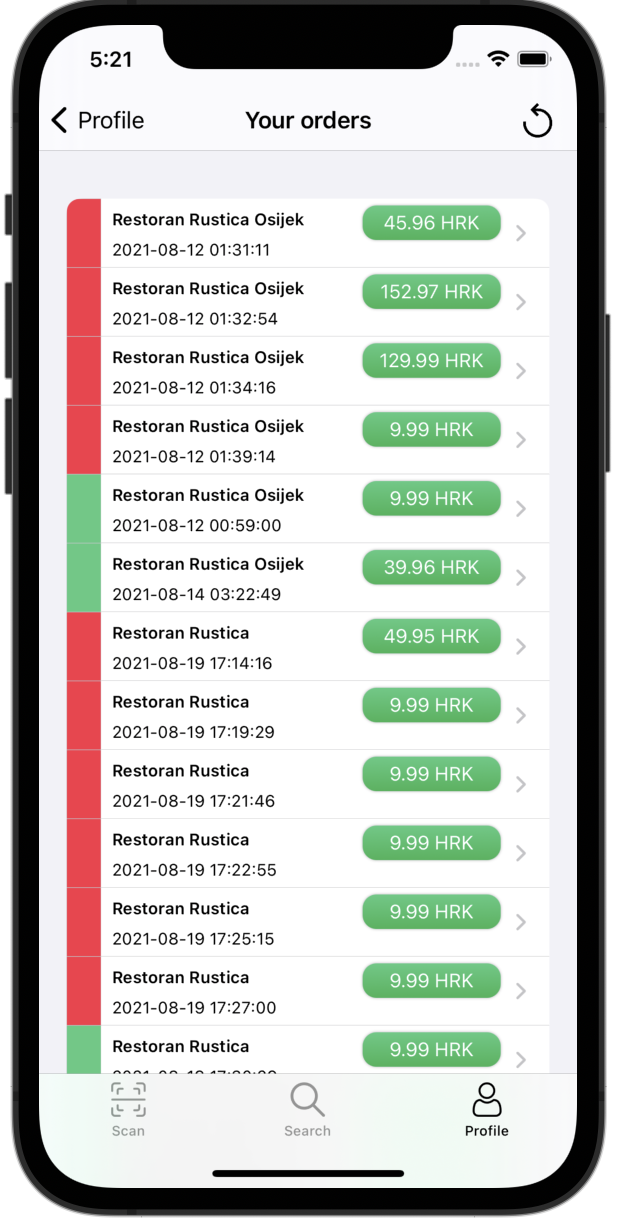 5:21
Profile
Your orders
Restoran Rustica Osijek
45.96 HRK
2021-08-12 01:31:11
Restoran Rustica Osijek
152.97 HRK
2021-08-12 01:32:54
Restoran Rustica Osijek
129.99 HRK
2021-08-12 01:34:16
Restoran Rustica Osijek
9.99 HRK
2021-08-12 01:39:14
Restoran Rustica Osijek
9.99 HRK
2021-08-12 00:59:00
Restoran Rustica Osijek
39.96 HRK
2021-08-14 03:22:49
Restoran Rustica
49.95 HRK
2021-08-19 17:14:16
Restoran Rustica
9.99 HRK
2021-08-19 17:19:29
Restoran Rustica
9.99 HRK
2021-08-19 17:21:46
Restoran Rustica
9.99 HRK
2021-08-19 17:22:55
Restoran Rustica
9.99 HRK
2021-08-19 17:25:15
Restoran Rustica
9.99 HRK
2021-08-19 17:27:00
Restoran Rustica
9.99 HRK
Scan
Search
Profile